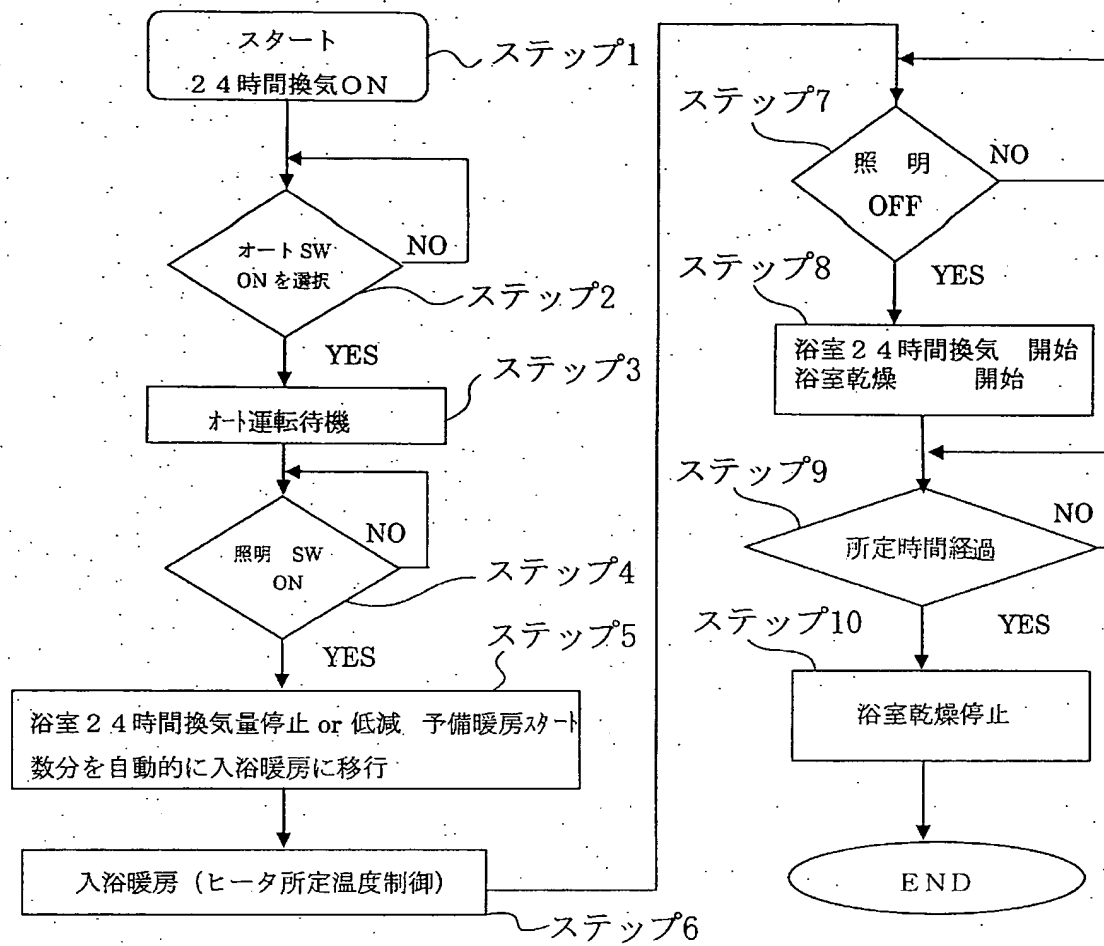 スタート
24時間換気ON
ステップ1
オート SW
ON を選択
NO
ステップ2
YES
ステップ3
オート運転待機
照明 SW
ON
NO
ステップ4
YES
ステップ5
浴室24時間換気量停止 or 低減 予備暖房スタート
数分を自動的に入浴暖房に移行
入浴暖房(ヒータ所定温度制御)
ステップ6
ステップ7
照 明
OFF
NO
YES
ステップ8
浴室24時間換気 開始
浴室乾燥 開始
ステップ9
所定時間経過
NO
YES
ステップ10
浴室乾燥停止
END